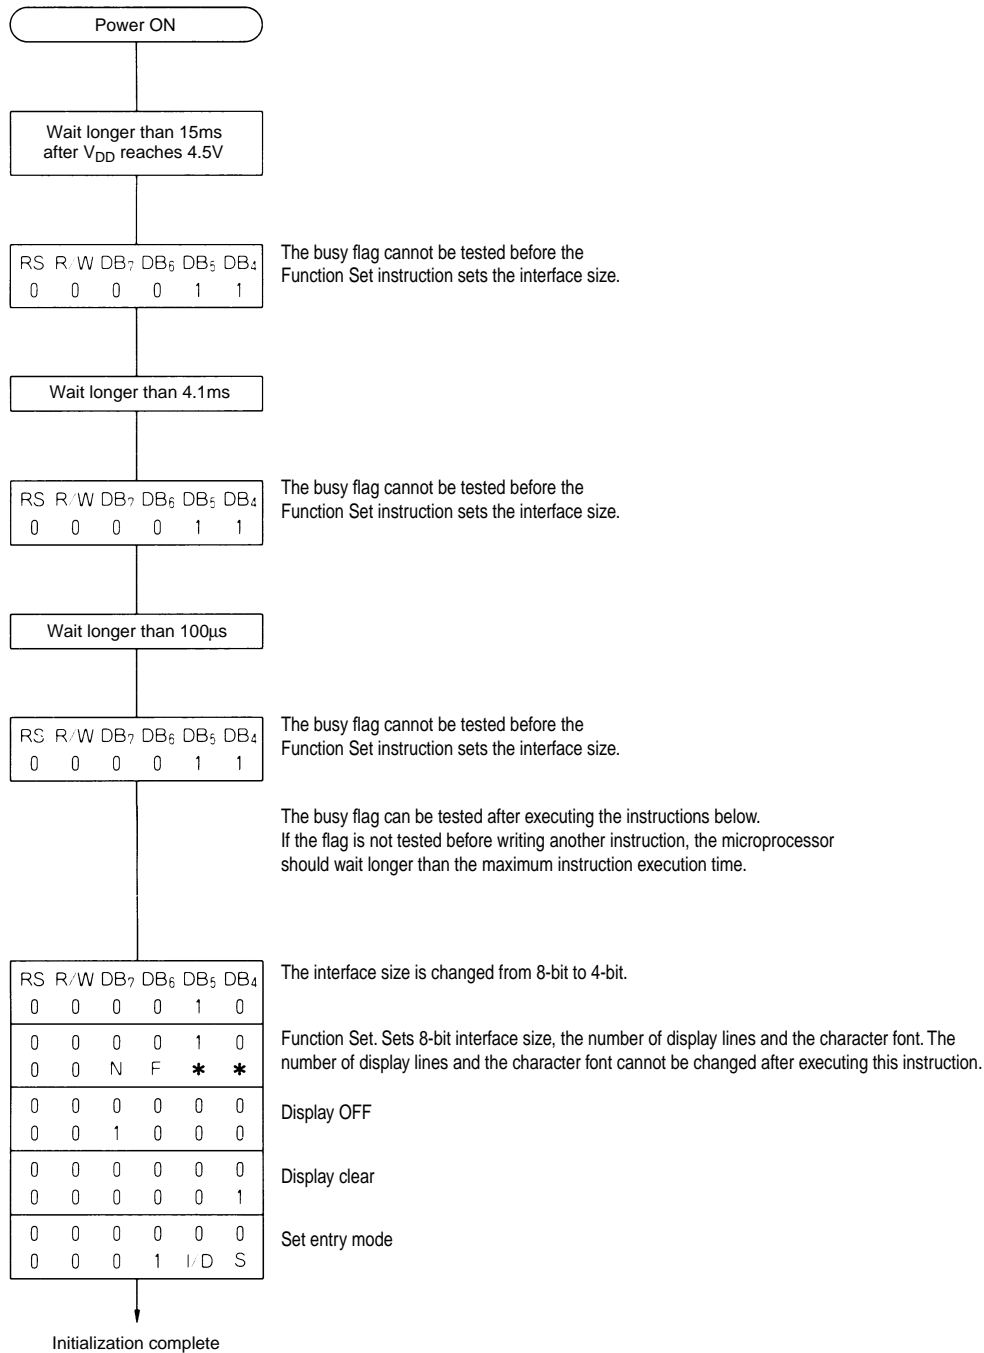 Power ON
Wait longer than 15ms
after VDD reaches 4.5V
RS R/W DB7 DB6 DB5 DB4
0 0 0 0 1 1
The busy flag cannot be tested before the
Function Set instruction sets the interface size.
Wait longer than 4.1ms
RS R/W DB7 DB6 DB5 DB4
0 0 0 0 1 1
The busy flag cannot be tested before the
Function Set instruction sets the interface size.
Wait longer than 100µs
RS R/W DB7 DB6 DB5 DB4
0 0 0 0 1 1
The busy flag cannot be tested before the
Function Set instruction sets the interface size.
The busy flag can be tested after executing the instructions below.
If the flag is not tested before writing another instruction, the microprocessor
should wait longer than the maximum instruction execution time.
RS R/W DB7 DB6 DB5 DB4
0 0 0 0 1 0
The interface size is changed from 8-bit to 4-bit.
0 0 0 0 1 0
0 0 N F * *
Function Set. Sets 8-bit interface size, the number of display lines and the character font. The
number of display lines and the character font cannot be changed after executing this instruction.
0 0 0 0 0 0
0 0 1 0 0 0
Display OFF
0 0 0 0 0 0
0 0 0 0 0 1
Display clear
0 0 0 0 0 0
0 0 0 1 I/D S
Set entry mode
Initialization complete